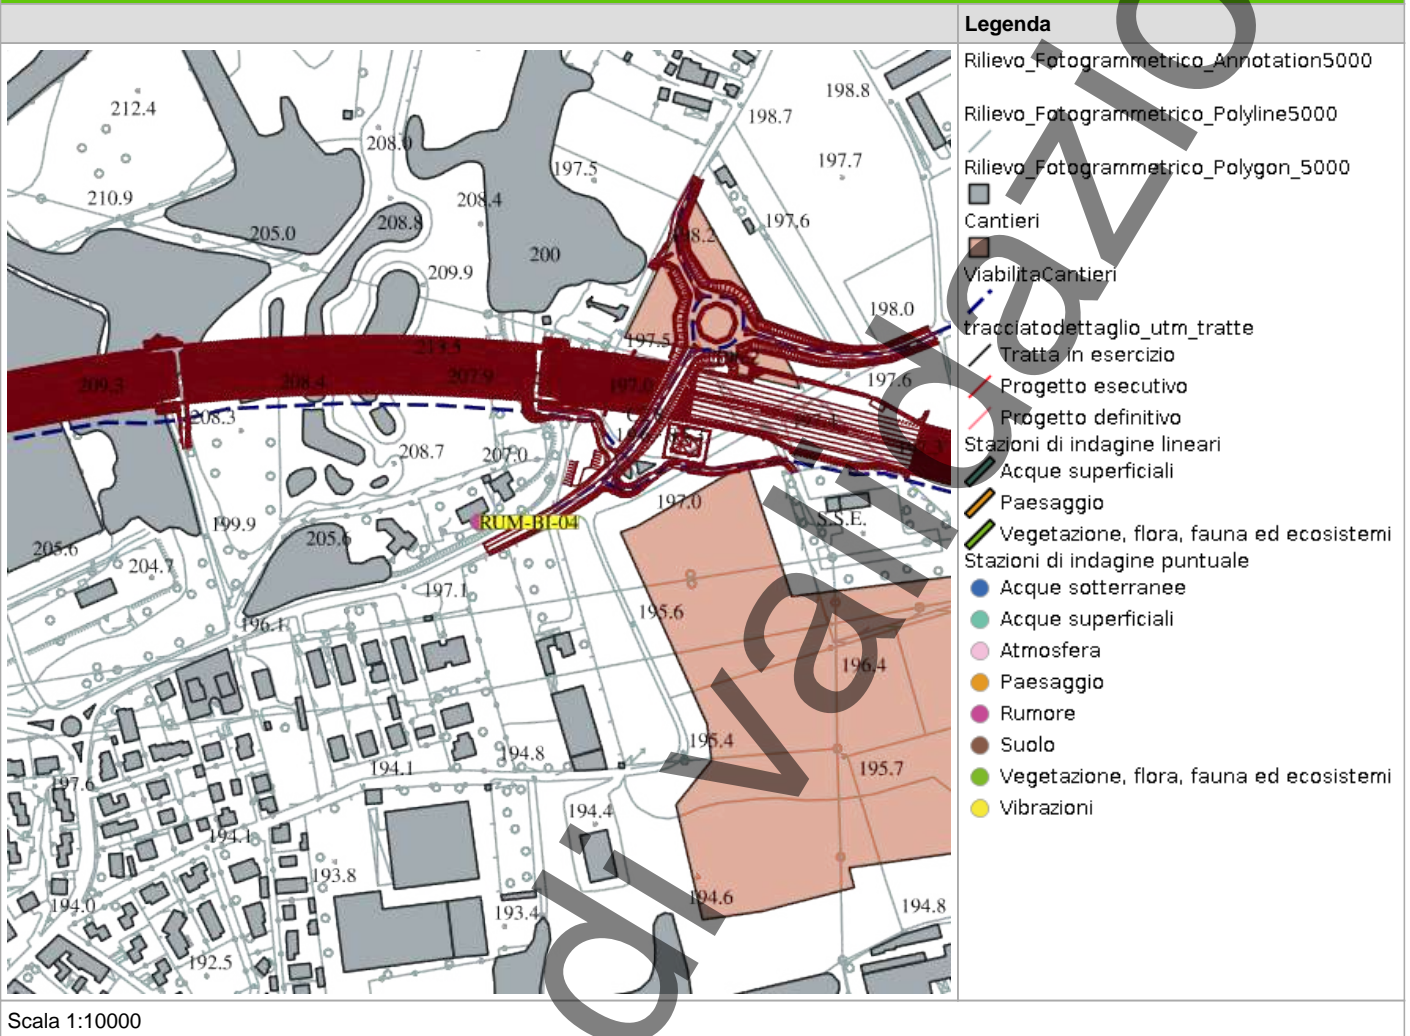 Legenda
Rilievo_Fotogrammetrico_Annotation5000
Rilievo_Fotogrammetrico_Polyline5000
Rilievo_Fotogrammetrico_Polygon_5000
Cantieri
ViabilitaCantieri
tracciatodettaglio_utm_tratte
Tratta in esercizio
Progetto esecutivo
Progetto definitivo
Stazioni di indagine lineari
Acque superficiali
Paesaggio
Vegetazione, flora, fauna ed ecosistemi
Stazioni di indagine puntuale
Acque sotterranee
Acque superficiali
Atmosfera
Paesaggio
Rumore
Suolo
Vegetazione, flora, fauna ed ecosistemi
Vibrazioni
212.4
198.8
198.7
208.0
197.5
197.7
210.9
208.4
208.8
197.6
205.0
200
209.9
198.0
197.5
209.3
208.4
207.9
197.0
197.6
208.3
208.7
207.0
197.0
199.9
RUM-BI-04
S.S.E.
205.6
205.6
204.7
197.1
195.6
196.1
196.4
195.4
194.8
194.1
195.7
197.6
194.4
194.1
193.8
194.6
194.0
193.4
194.8
192.5
di validazio
Scala 1:10000